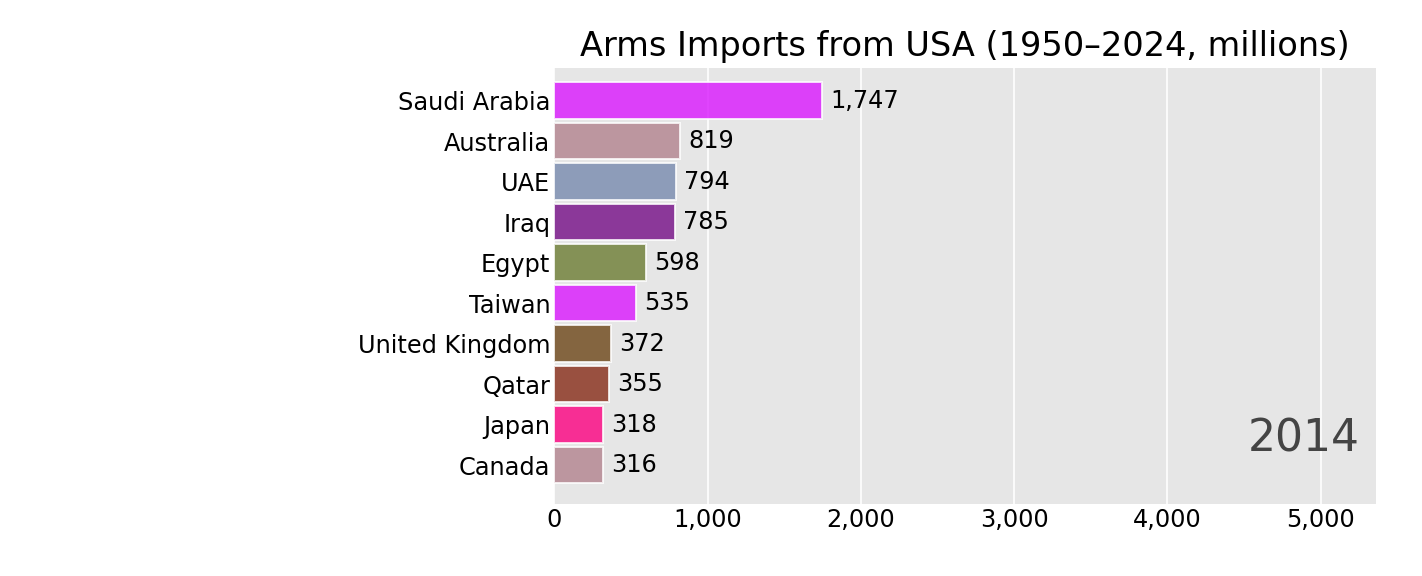 Arms Imports from USA (1950–2024, millions)
Saudi Arabia 1,747
Australia 819
UAE 794
Iraq 785
Egypt 598
Taiwan 535
United Kingdom 372
Qatar 355
Japan 318
Canada 316
2014
0 1,000 2,000 3,000 4,000 5,000